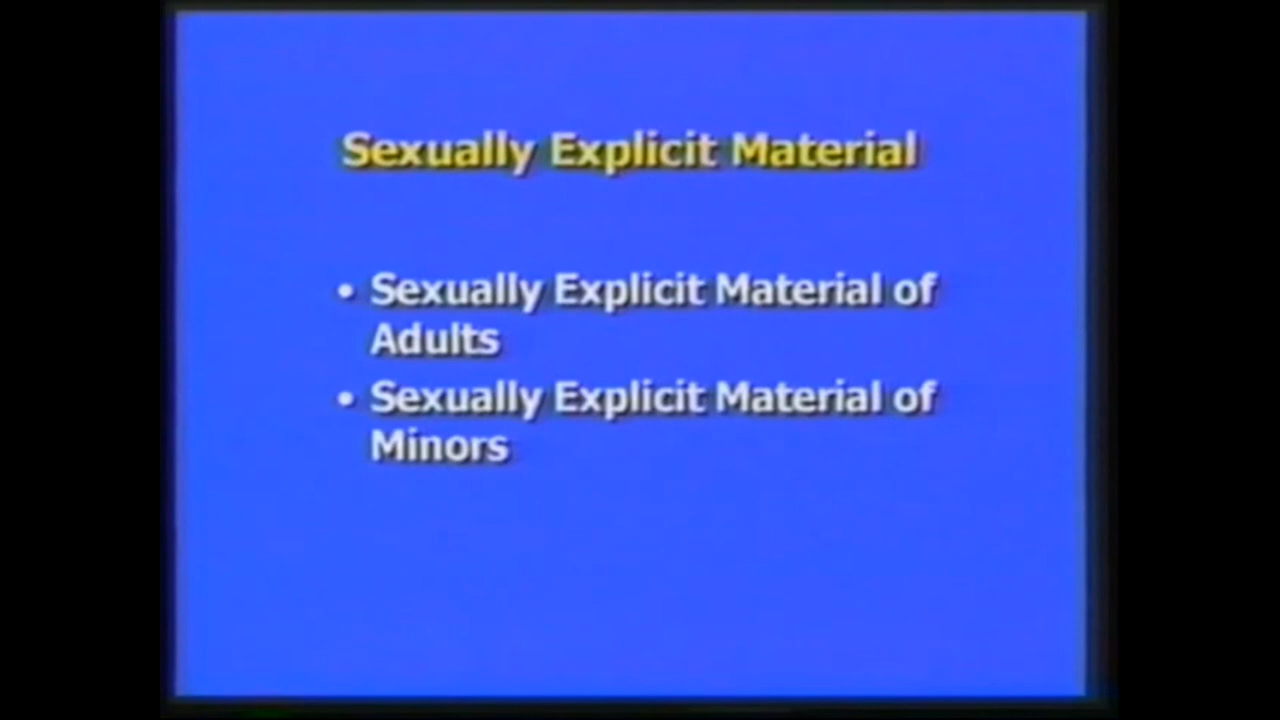 Sexually Explicit Material
• Sexually Explicit Material of
Adults
• Sexually Explicit Material of
Minors